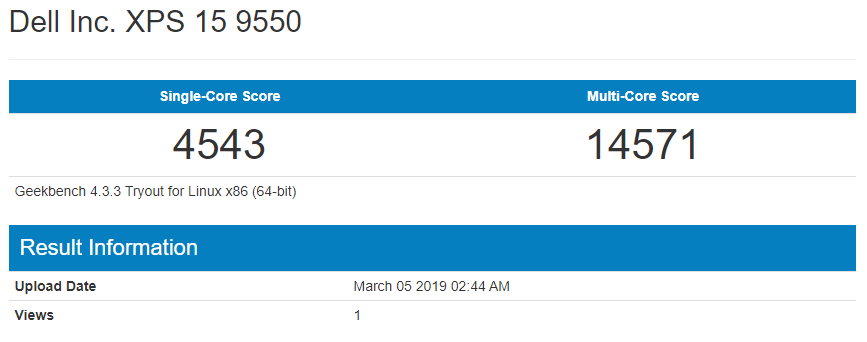 Dell Inc. XPS 15 9550
Single-Core Score Multi-Core Score
4543 14571
Geekbench 4.3.3 Tryout for Linux x86 (64-bit)
Result Information
Upload Date March 05 2019 02:44 AM
Views 1